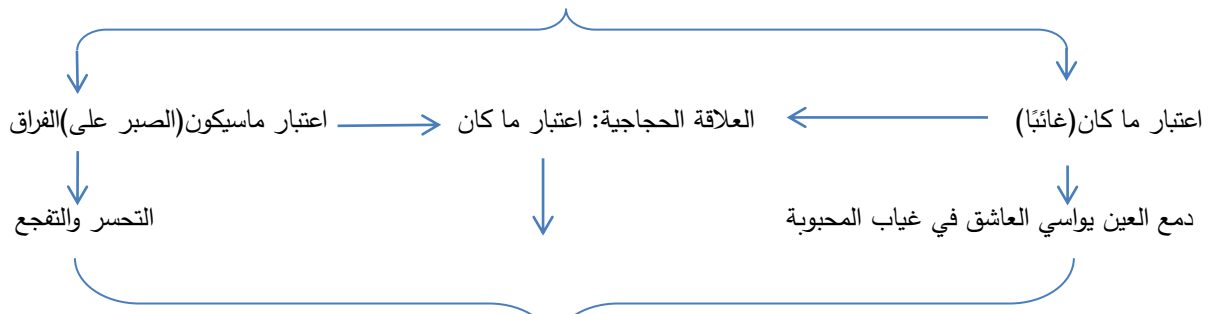 اعتبار ما كان(غائبًا) العلاقة الحجاجية: اعتبار ما كان اعتبار ماسيكون(الصبر على)الفراق
دمع العين يواسي العاشق في غياب المحبوبة التحسر والتفجع